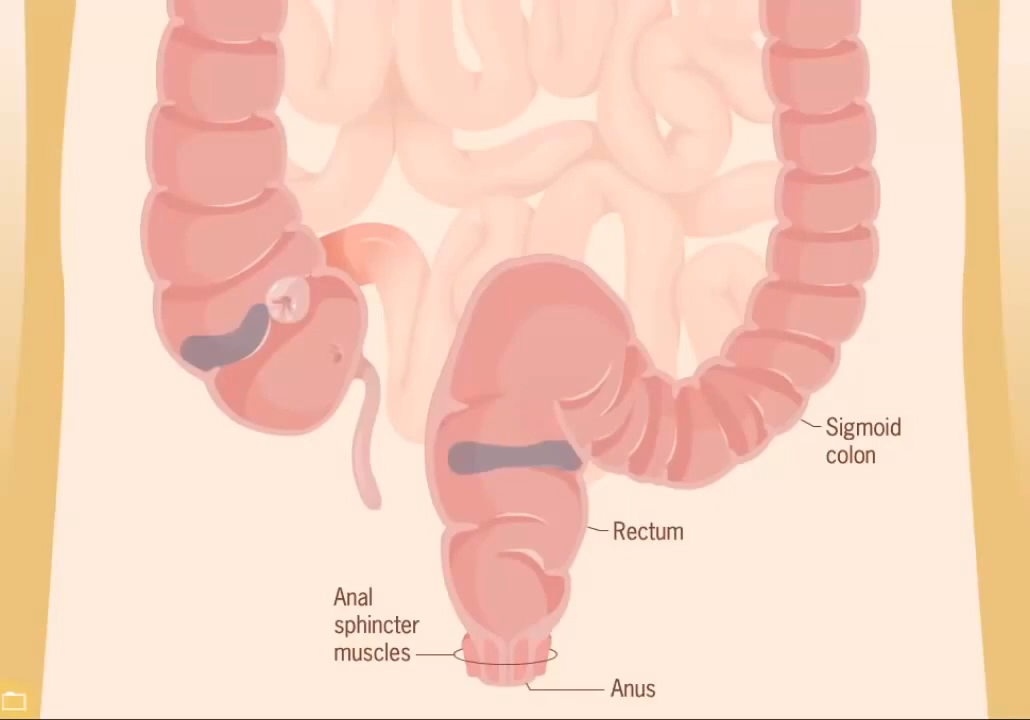 Sigmoid
colon
Rectum
Anal
sphincter
muscles
Anus